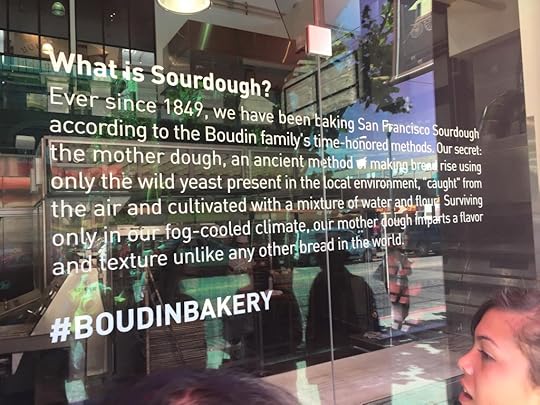 What is Sourdough?
Ever since 1849, we have been baking San Francisco Sourdough
according to the Boudin family's time-honored methods. Our secret:
the mother dough, an ancient method of making bread rise using
only the wild yeast present in the local environment, "caught" from
the air and cultivated with a mixture of water and flour. Surviving
only in our fog-cooled climate, our mother dough imparts a flavor
and texture unlike any other bread in the world.
#BOUDINBAKERY